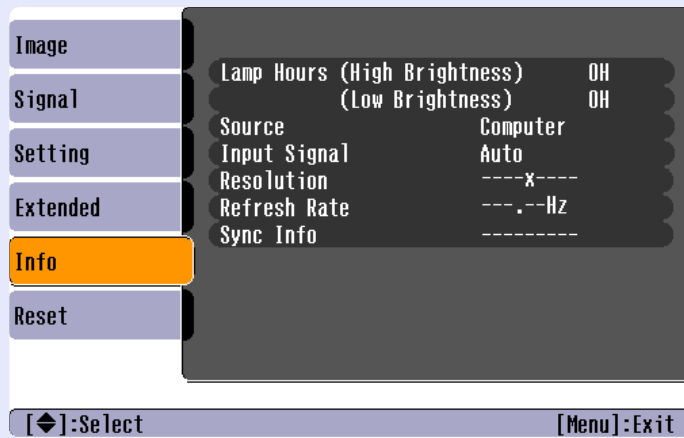 Image
Signal
Setting
Extended
Info
Reset
Lamp Hours (High Brightness) 0H
(Low Brightness) 0H
Source Computer
Input Signal Auto
Resolution ----x----
Refresh Rate ---.--Hz
Sync Info ---------
[◆]:Select [Menu]:Exit